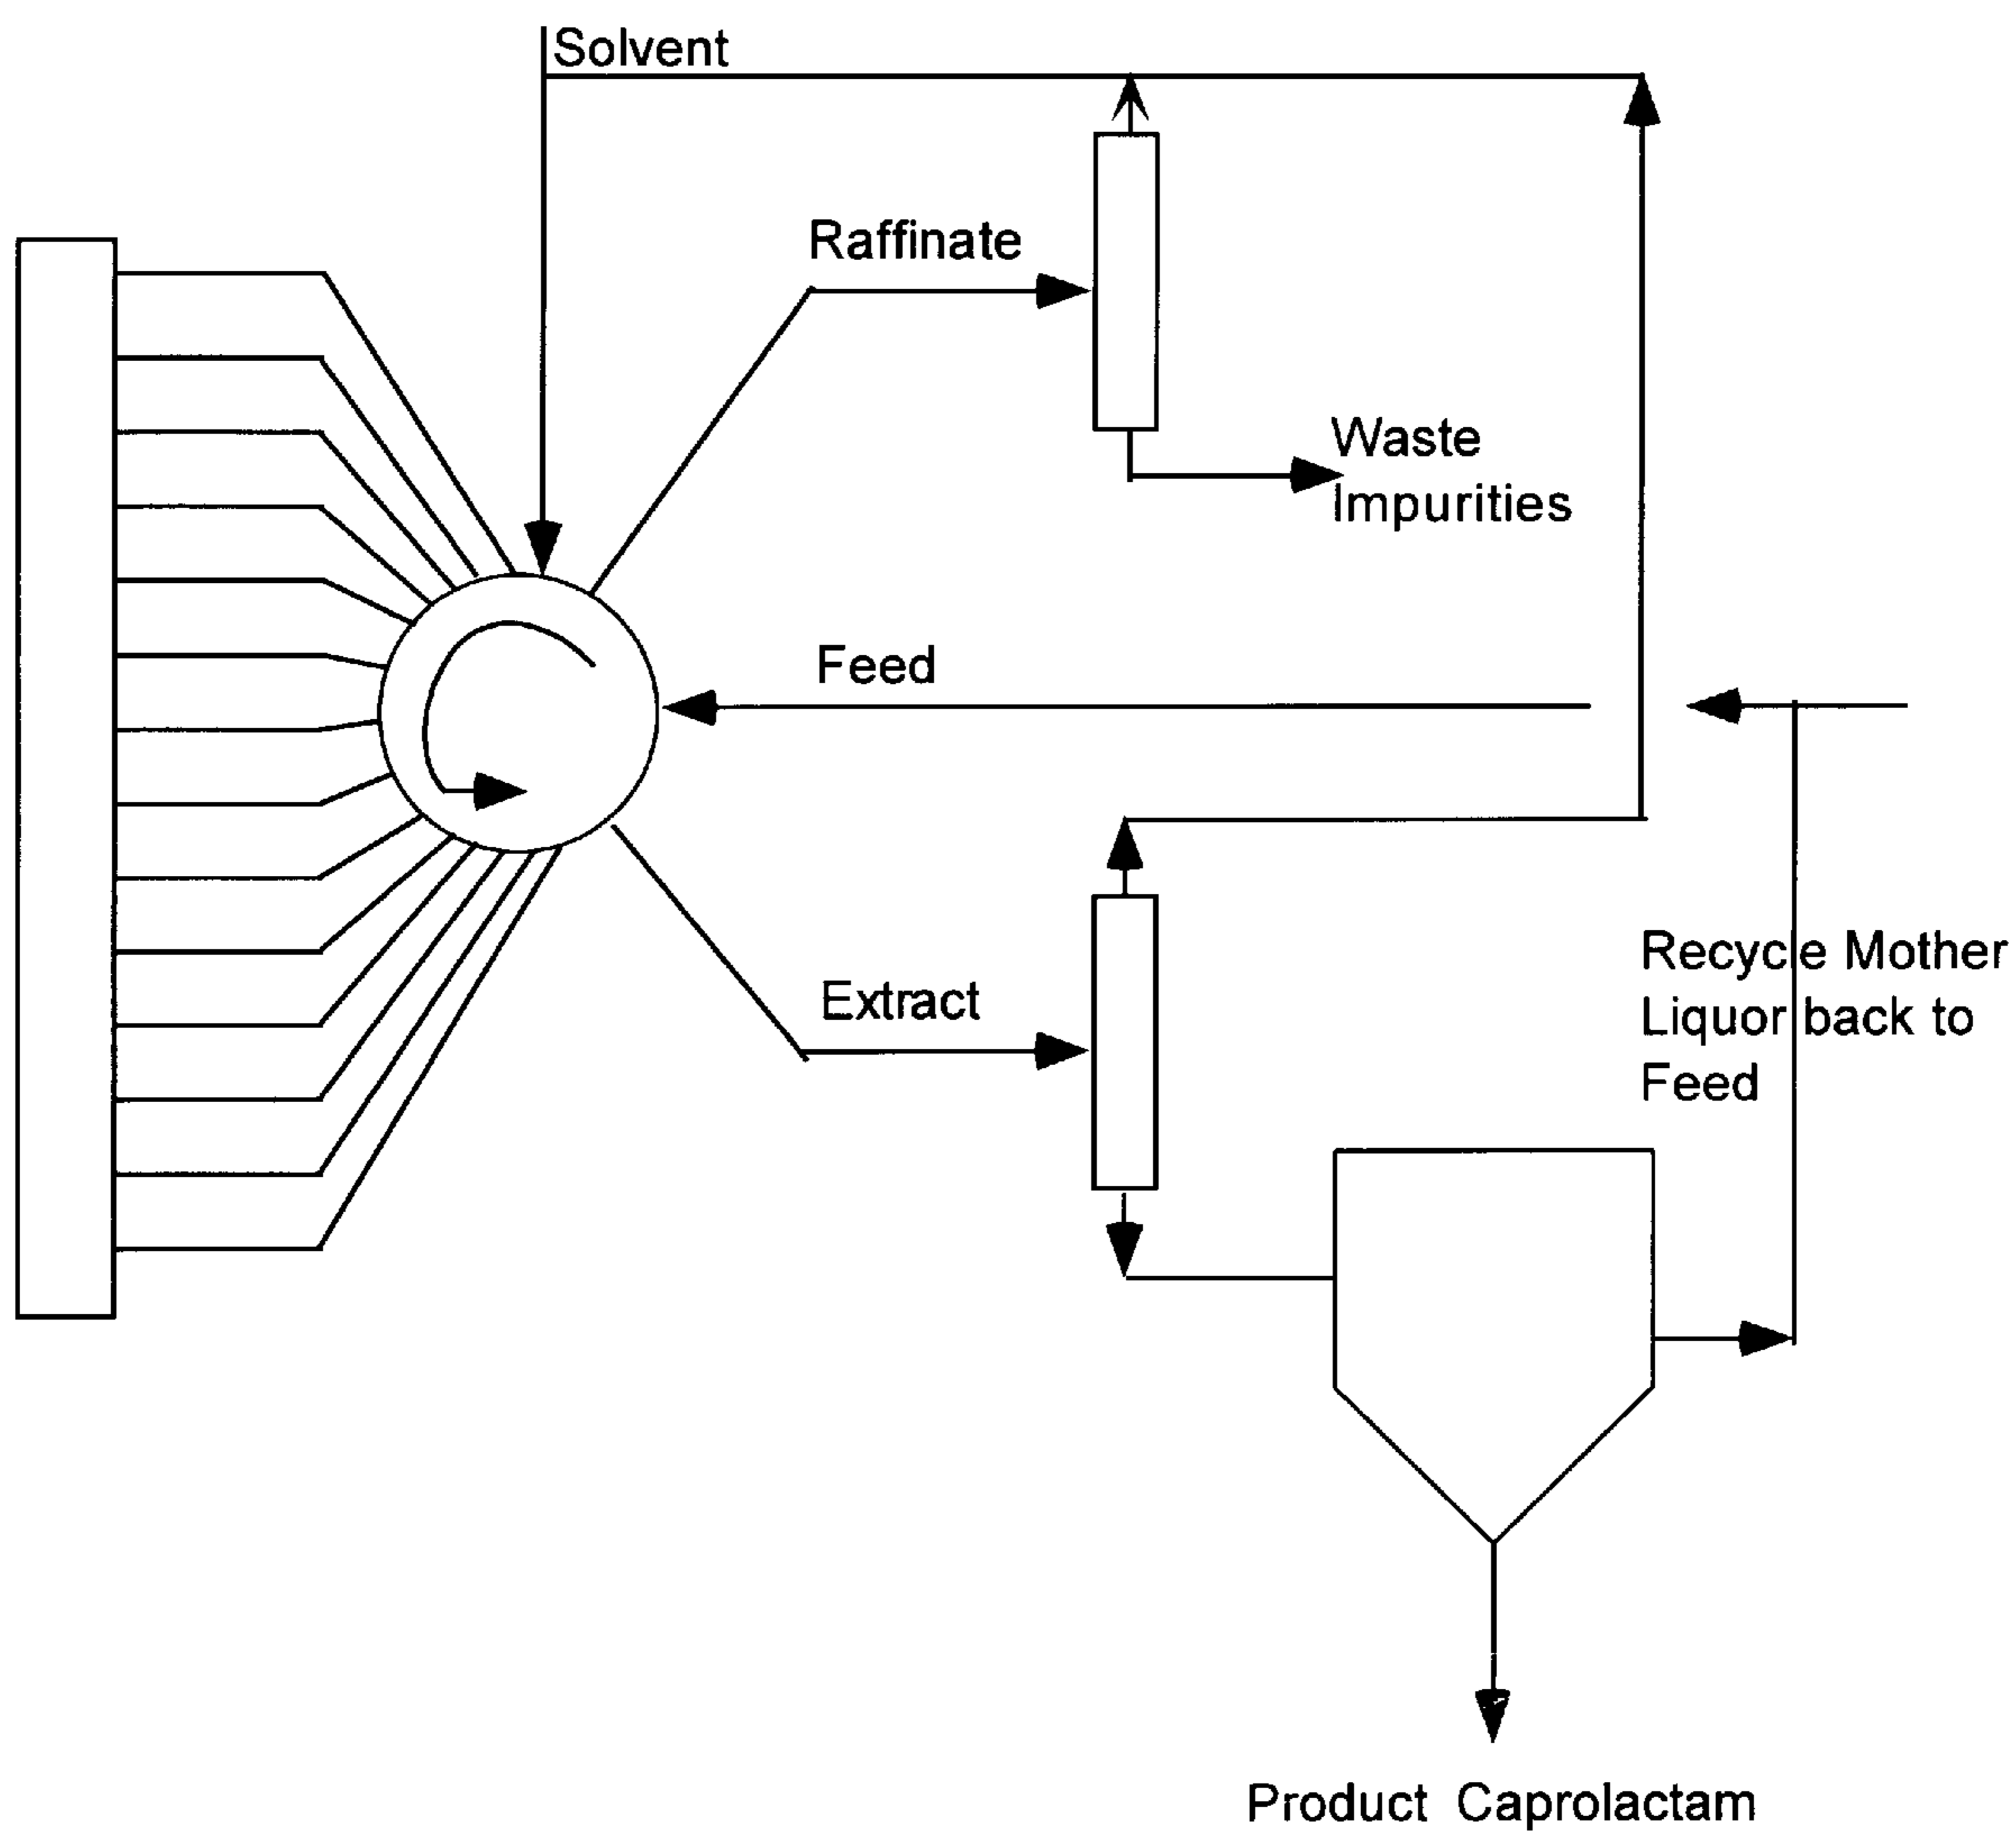 Solvent
Raffinate
Waste
Impurities
Feed
Extract
Recycle Mother
Liquor back to
Feed
Product Caprolactam